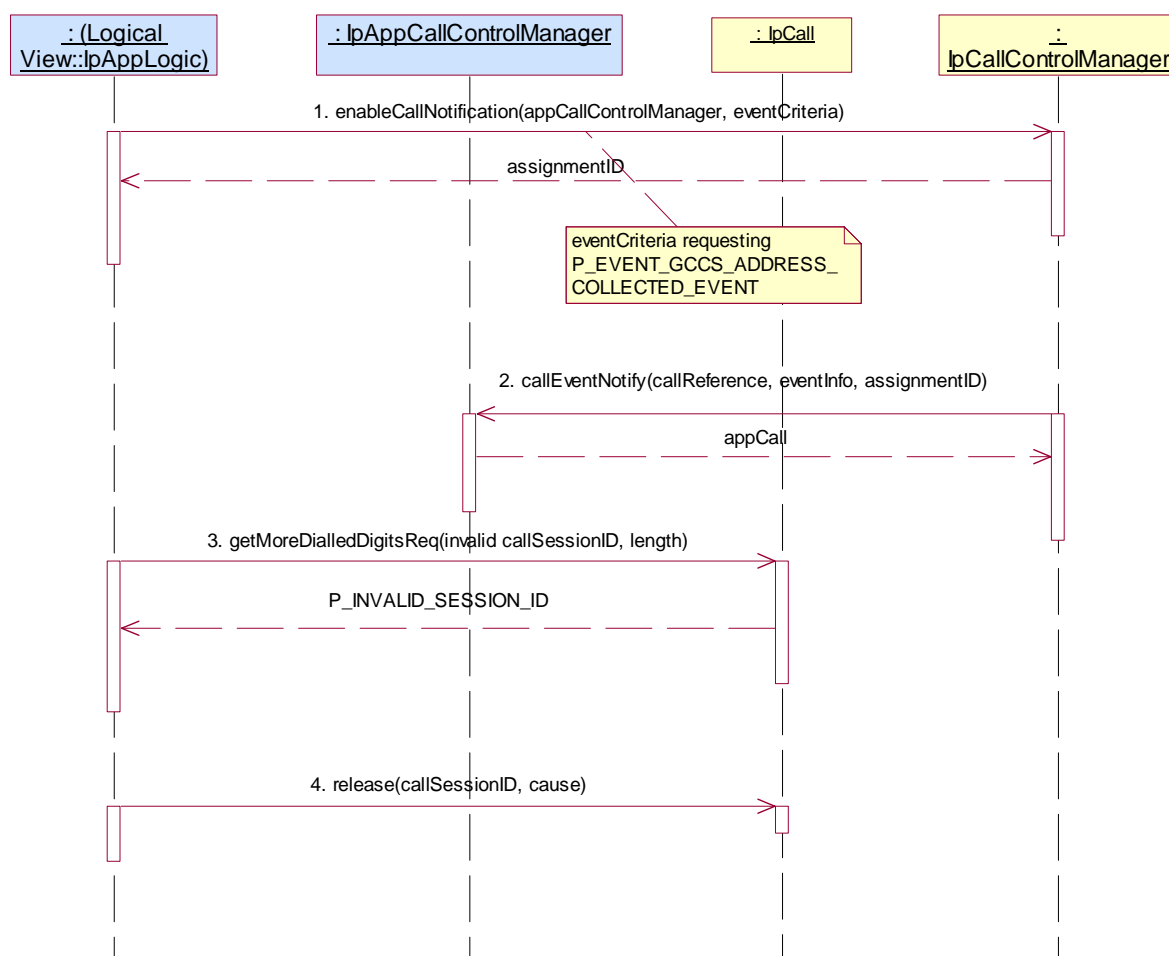 : (Logical
View::IpAppLogic)
: IpAppCallControlManager
: IpCall
:
IpCallControlManager
1. enableCallNotification(appCallControlManager, eventCriteria)
assignmentID
eventCriteria requesting
P_EVENT_GCCS_ADDRESS_
COLLECTED_EVENT
2. callEventNotify(callReference, eventInfo, assignmentID)
appCall
3. getMoreDialledDigitsReq(invalid callSessionID, length)
P_INVALID_SESSION_ID
4. release(callSessionID, cause)